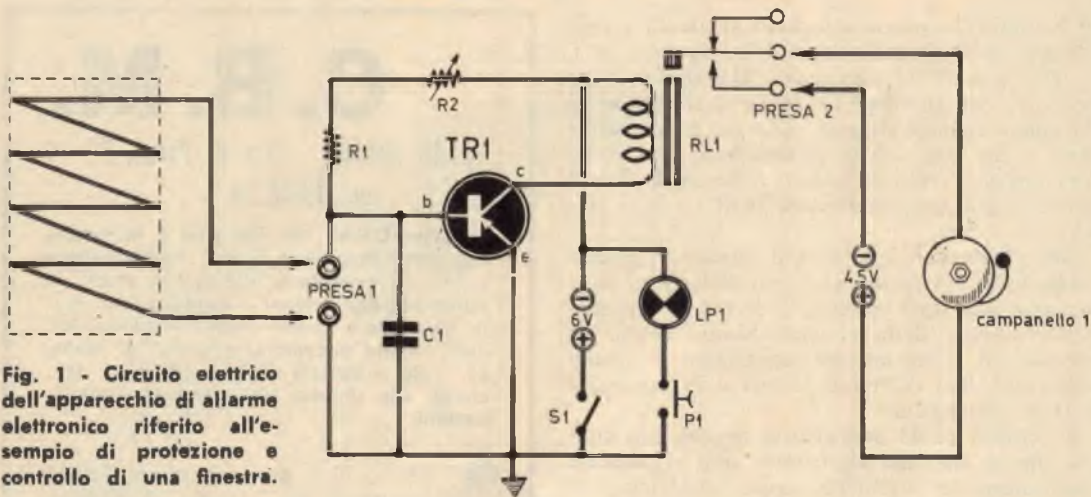 R2
R1
TR1
c
b
e
PRESA 1
C1
RL1
PRESA 2
6V
LP1
S1
P1
4,5V
campanello 1
Fig. 1 - Circuito elettrico
dell'apparecchio di allarme
elettronico riferito all'e-
sempio di protezione e
controllo di una finestra.